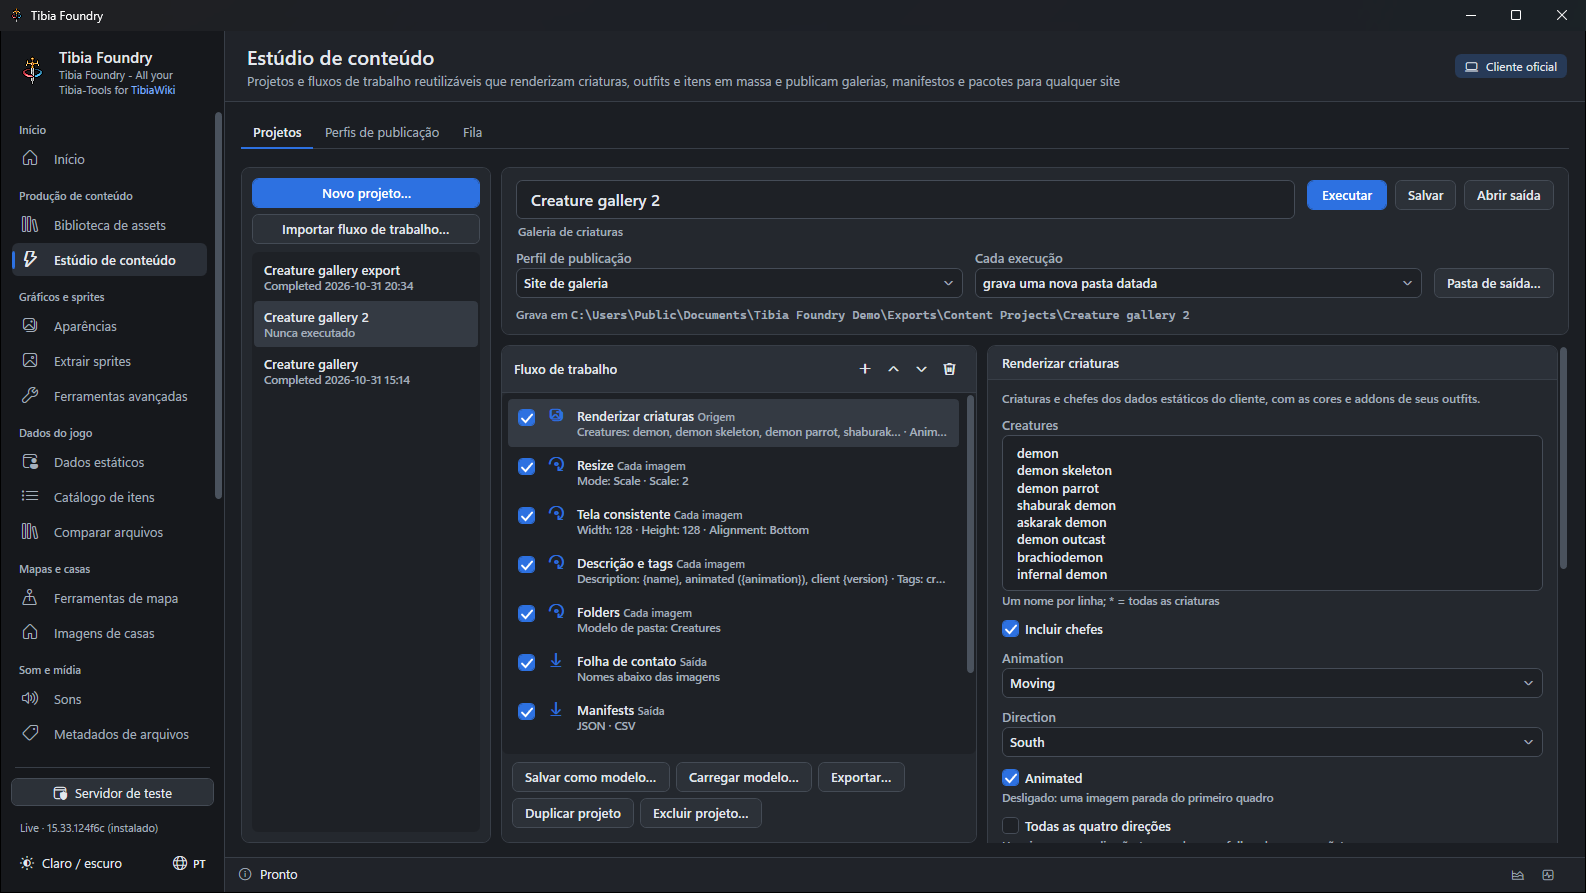 Tibia Foundry
Tibia Foundry
Tibia Foundry - All your
Tibia-Tools for TibiaWiki
Início
Início
Produção de conteúdo
Biblioteca de assets
Estúdio de conteúdo
Gráficos e sprites
Aparências
Extrair sprites
Ferramentas avançadas
Dados do jogo
Dados estáticos
Catálogo de itens
Comparar arquivos
Mapas e casas
Ferramentas de mapa
Imagens de casas
Som e mídia
Sons
Metadados de arquivos
Servidor de teste
Live · 15.33.124f6c (instalado)
Claro / escuro
PT
Estúdio de conteúdo
Projetos e fluxos de trabalho reutilizáveis que renderizam criaturas, outfits e itens em massa e publicam galerias, manifestos e pacotes para qualquer site
Cliente oficial
Projetos
Perfis de publicação
Fila
Novo projeto...
Importar fluxo de trabalho...
Creature gallery export
Completed 2026-10-31 20:34
Creature gallery 2
Nunca executado
Creature gallery
Completed 2026-10-31 15:14
Creature gallery 2
Executar
Salvar
Abrir saída
Galeria de criaturas
Perfil de publicação
Site de galeria
Cada execução
grava uma nova pasta datada
Pasta de saída...
Grava em C:\Users\Public\Documents\Tibia Foundry Demo\Exports\Content Projects\Creature gallery 2
Fluxo de trabalho
Renderizar criaturas Origem
Creatures: demon, demon skeleton, demon parrot, shaburak... · Anim...
Resize Cada imagem
Mode: Scale · Scale: 2
Tela consistente Cada imagem
Width: 128 · Height: 128 · Alignment: Bottom
Descrição e tags Cada imagem
Description: {name}, animated ({animation}), client {version} · Tags: cr...
Folders Cada imagem
Modelo de pasta: Creatures
Folha de contato Saída
Nomes abaixo das imagens
Manifests Saída
JSON · CSV
Salvar como modelo...
Carregar modelo...
Exportar...
Duplicar projeto
Excluir projeto...
Renderizar criaturas
Criaturas e chefes dos dados estáticos do cliente, com as cores e addons de seus outfits.
Creatures
demon
demon skeleton
demon parrot
shaburak demon
askarak demon
demon outcast
brachiodemon
infernal demon
Um nome por linha; * = todas as criaturas
Incluir chefes
Animation
Moving
Direction
South
Animated
Desligado: uma imagem parada do primeiro quadro
Todas as quatro direções
Pronto